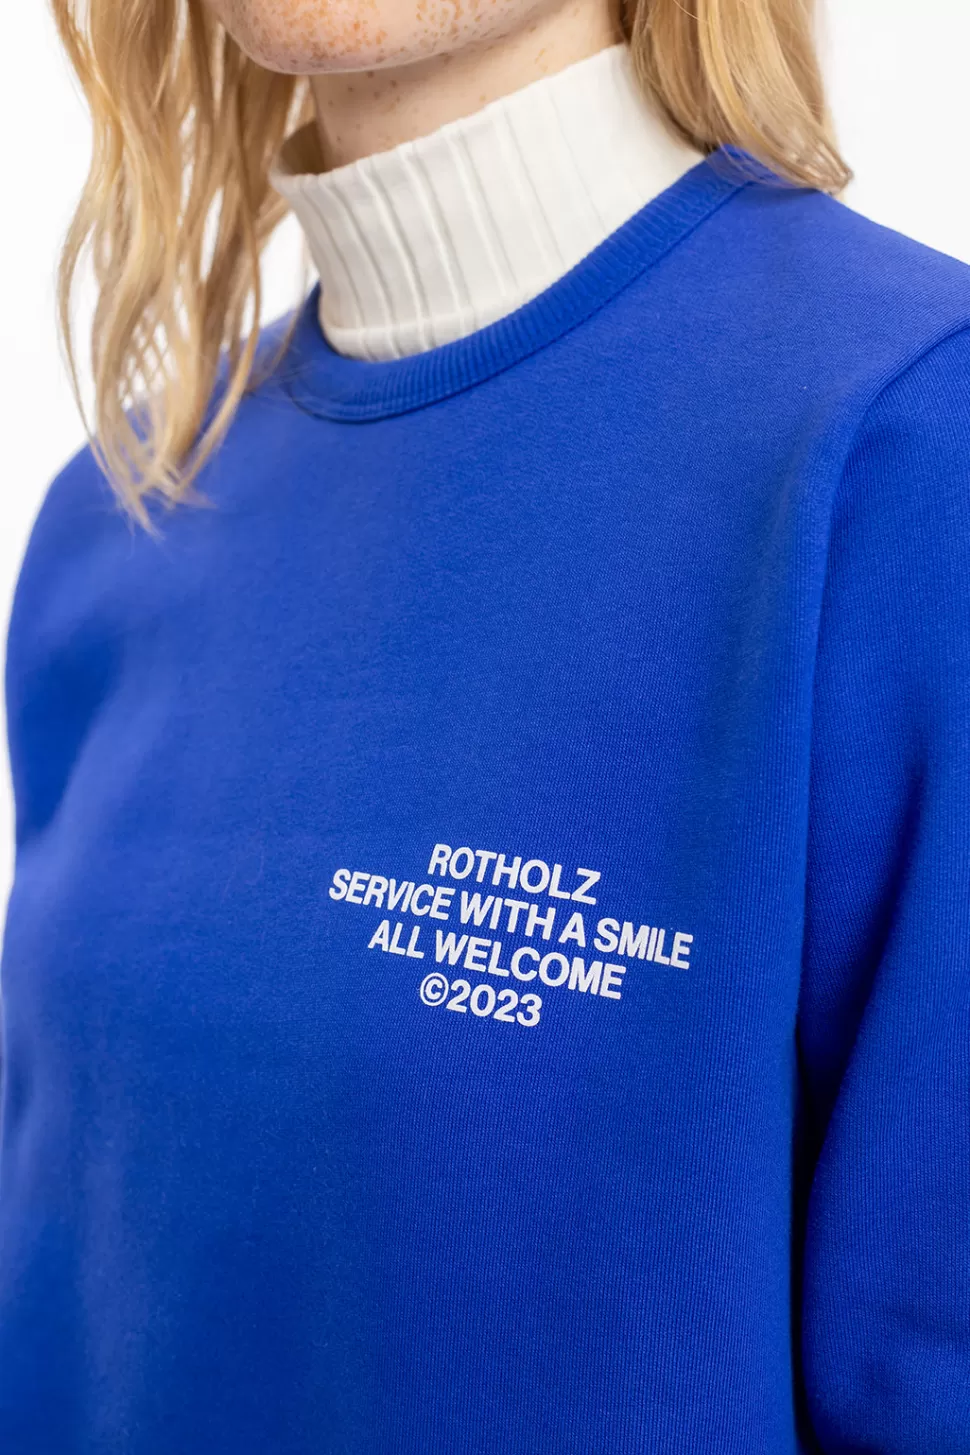 ROTHOLZ
SERVICE WITH A SMILE
ALL WELCOME
©2023